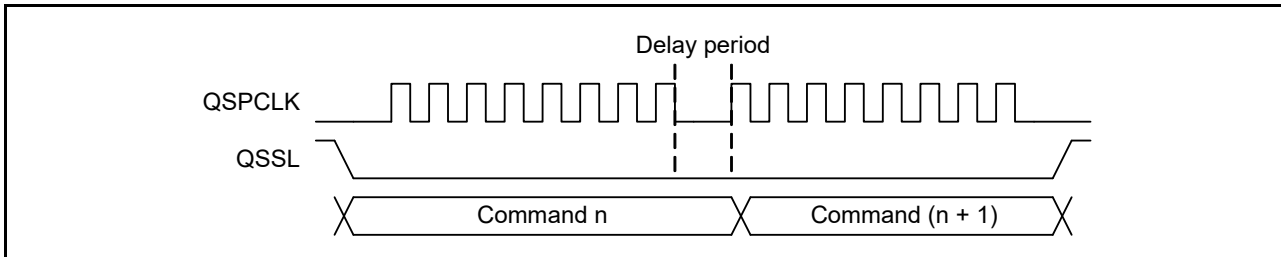 Delay period
QSPCLK
QSSL
Command n
Command (n + 1)